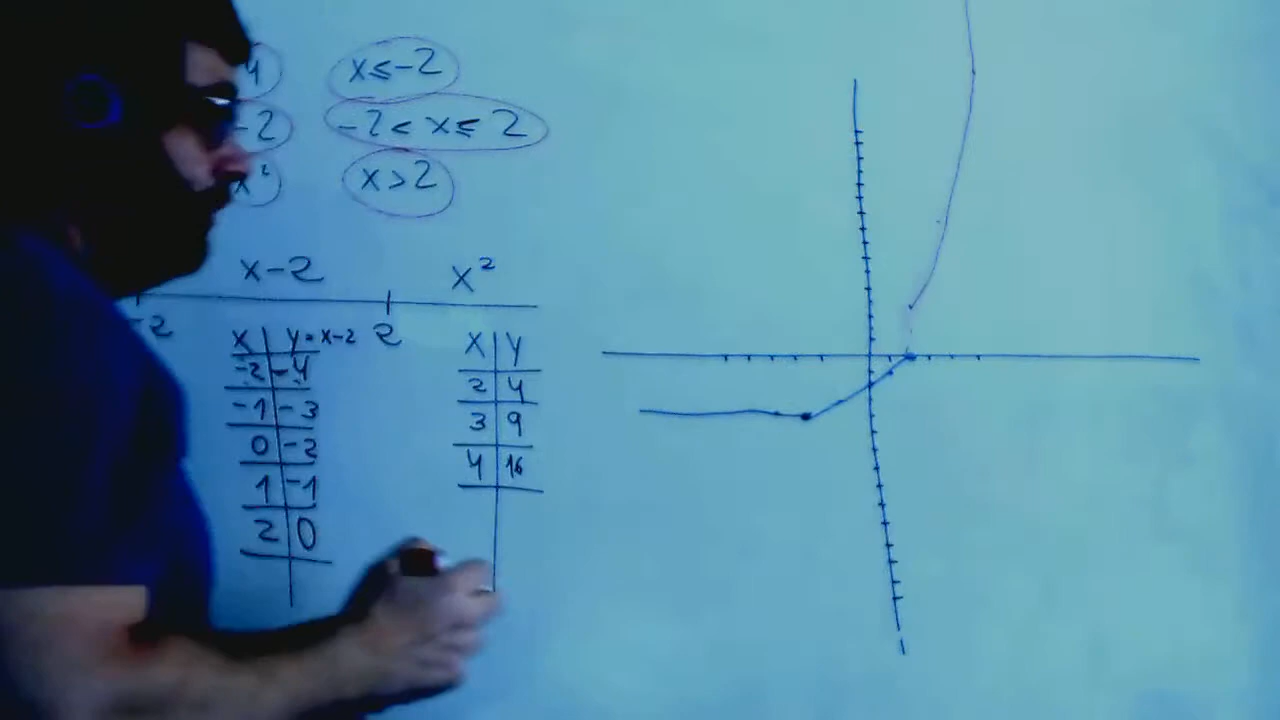 4 x≤-2
-2 -2<x≤2
x² x>2
x-2 x²
-2 2
x y=x-2
-2 -4
-1 -3
0 -2
1 -1
2 0
x y
2 4
3 9
4 16